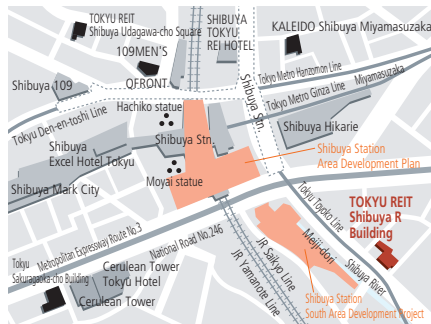 TOKYU REIT
Shibuya Udagawa-cho Square
SHIBUYA
TOKYU
REI HOTEL
KALEIDO Shibuya Miyamasuzaka
109MEN'S
QFRONT
Shibuya 109
Hachiko statue
Tokyo Metro Hanzomon Line
Miyamasuzaka
Tokyo Metro Ginza Line
Shibuya Stn.
Tokyu Den-en-toshi Line
Shibuya Stn.
Shibuya Hikarie
Shibuya
Excel Hotel Tokyu
Shibuya Station
Area Development Plan
Shibuya Mark City
Moyai statue
Tokyu Toyoko Line
TOKYU REIT
Shibuya R
Building
Metropolitan Expressway Route No.3
National Road No.246
Meiji-dori
JR Saikyo Line
JR Yamanote Line
Shibuya River
Tokyu
Sakuragaoka-cho Building
Cerulean Tower
Tokyu Hotel
Cerulean Tower
Shibuya Station
South Area Development Project